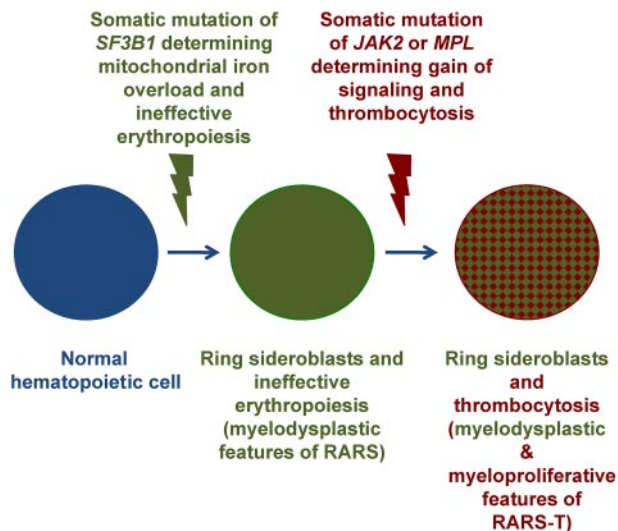 Somatic mutation of
SF3B1 determining
mitochondrial iron
overload and
ineffective
erythropoiesis
Somatic mutation
of JAK2 or MPL
determining gain of
signaling and
thrombocytosis
Normal
hematopoietic cell
Ring sideroblasts and
ineffective
erythropoiesis
(myelodysplastic
features of RARS)
Ring sideroblasts
and
thrombocytosis
(myelodysplastic
&
myeloproliferative
features of
RARS-T)